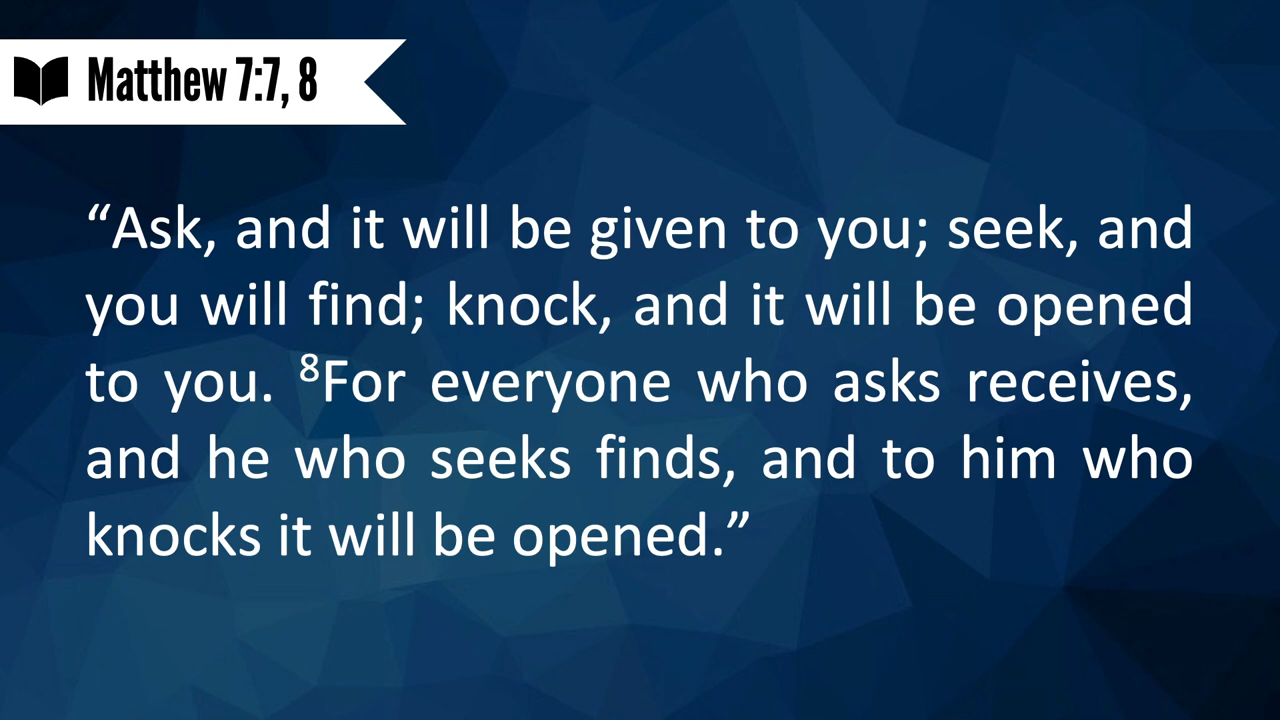 Matthew 7:7, 8
“Ask, and it will be given to you; seek, and
you will find; knock, and it will be opened
to you. ⁸For everyone who asks receives,
and he who seeks finds, and to him who
knocks it will be opened.”